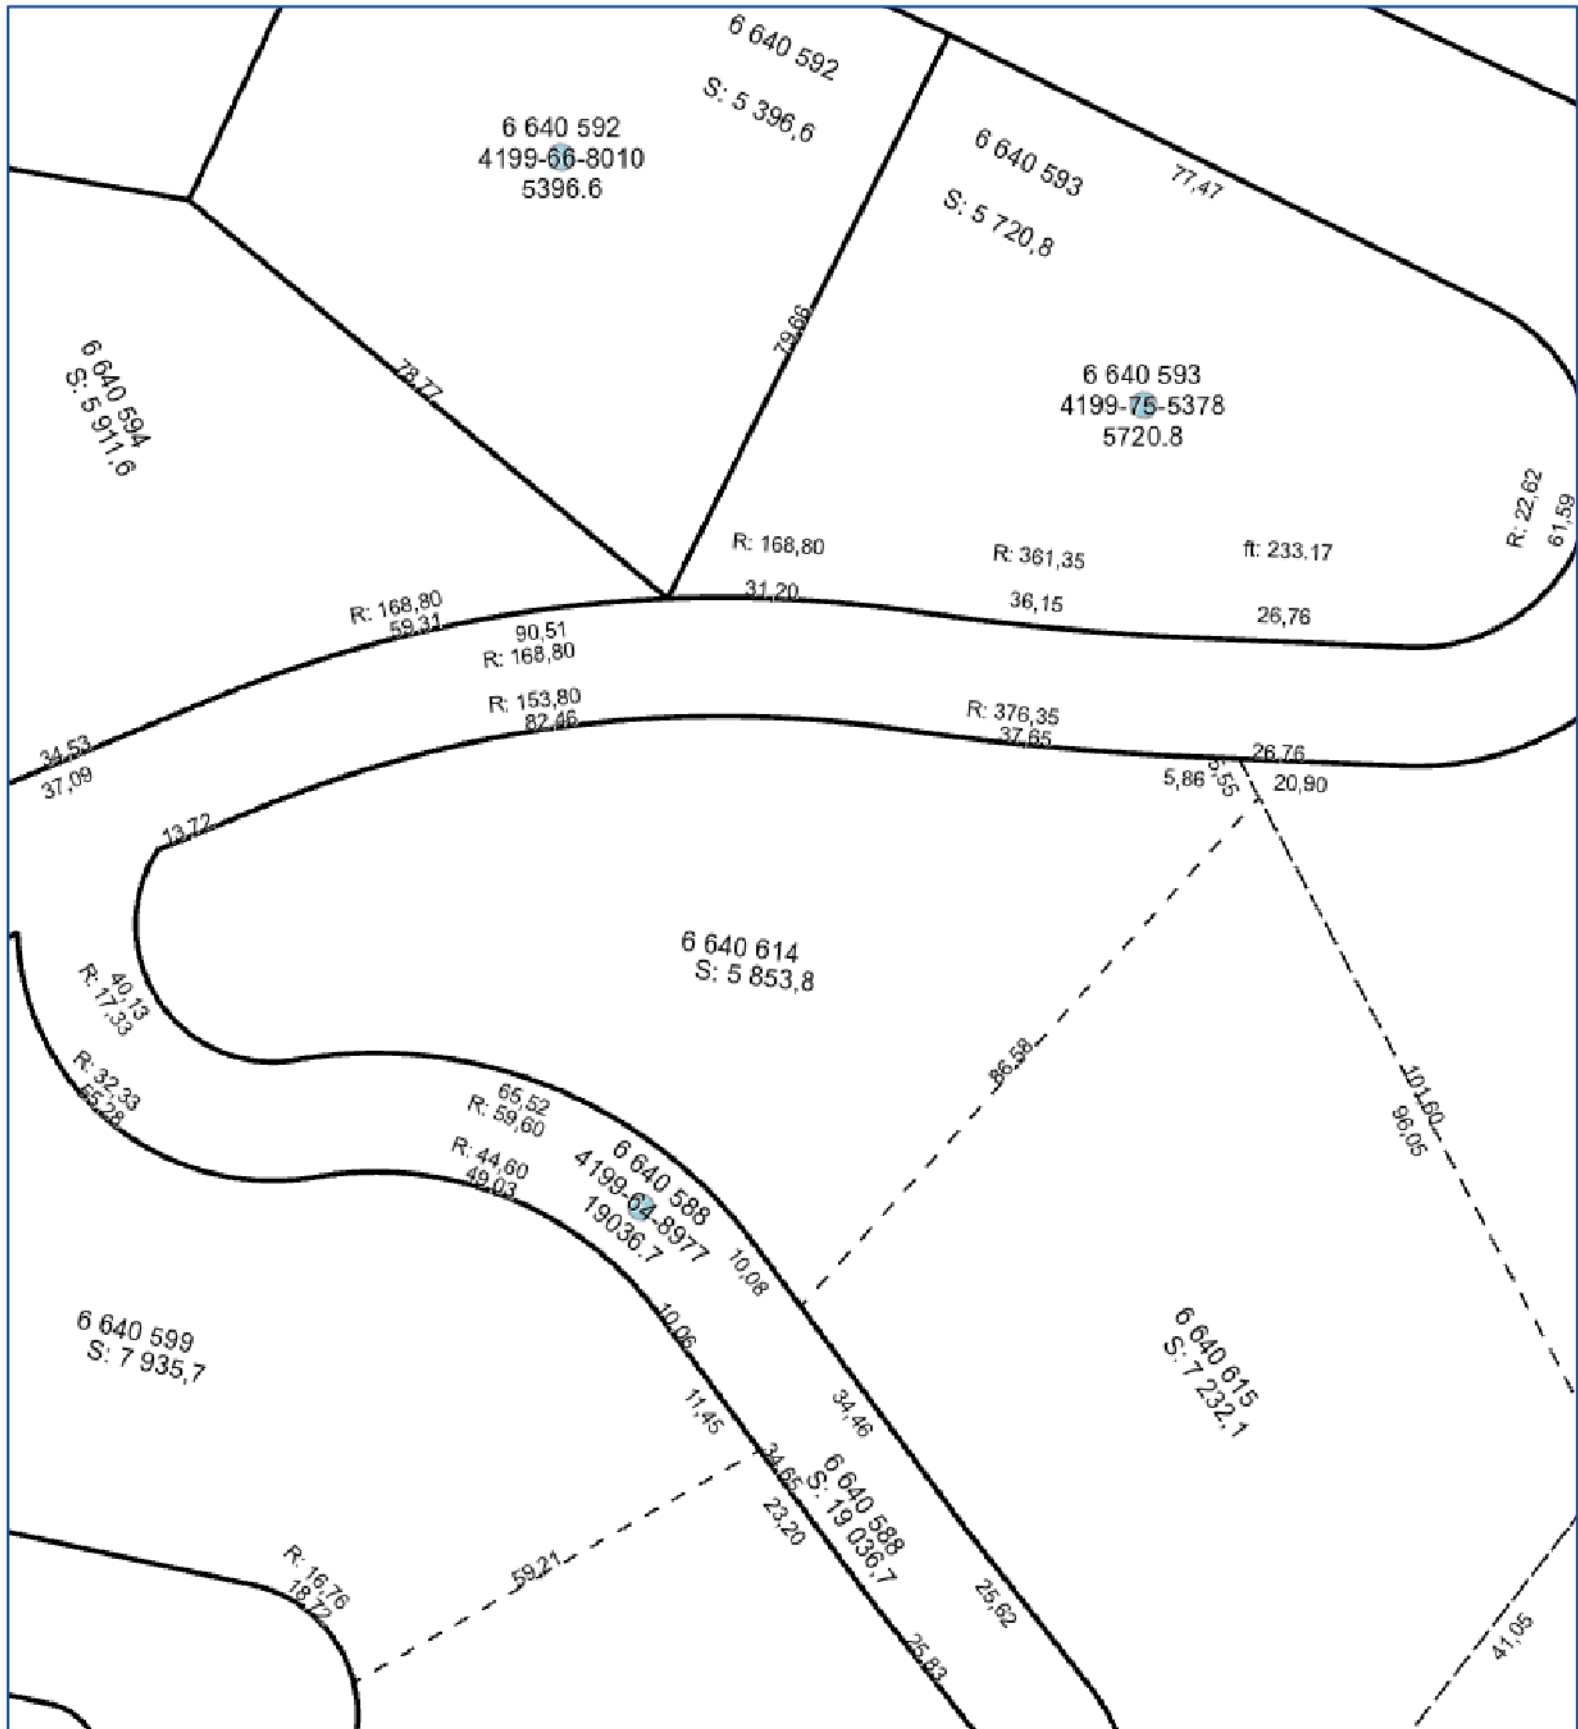 6 640 592
S: 5 396,6
6 640 592
4199-66-8010
5396.6
6 640 593
S: 5 720,8
77,47
79,66
78,77
6 640 594
S: 5 911,6
6 640 593
4199-75-5378
5720.8
R: 22,62
61,59
R: 168,80
31,20
R: 361,35
36,15
ft: 233.17
26,76
R: 168,80
59,31
90,51
R: 168,80
R: 153,80
82,46
R: 376,35
37,65
26,76
5,86
5,55
20,90
34,53
37,09
13,72
6 640 614
S: 5 853,8
40,13
R: 17,33
R: 32,33
55,28
65,52
R: 59,60
R: 44,60
49,03
86,58
101,60
96,05
6 640 588
4199-64-8977
19036.7
10,08
10,06
6 640 599
S: 7 935,7
6 640 615
S: 7 232,1
11,45
34,46
34,65
23,20
6 640 588
S: 19 036,7
59,21
R: 16,76
18,72
25,62
25,83
41,05